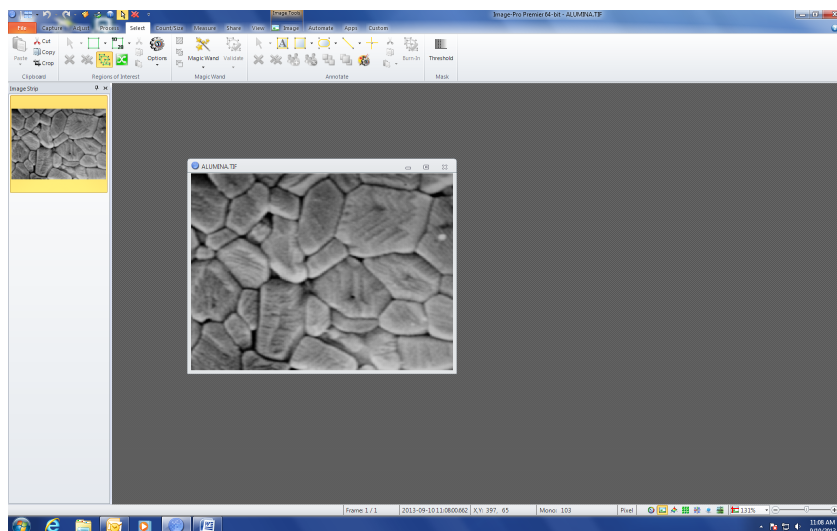 Image Tools
Image-Pro Premier 64-bit - ALUMINA.TIF
File Capture Adjust Process Select Count/Size Measure Share View Image Automate Apps Custom
Paste Cut
Copy
Crop
Options
Magic Wand Validate
Burn-In
Threshold
Clipboard Regions of Interest Magic Wand Annotate Mask
Image Strip
ALUMINA.TIF
Frame: 1 / 1 2013-09-10 11:08:00.662 X,Y: 397, 65 Mono: 103 Pixel 131%
11:08 AM
9/10/2013